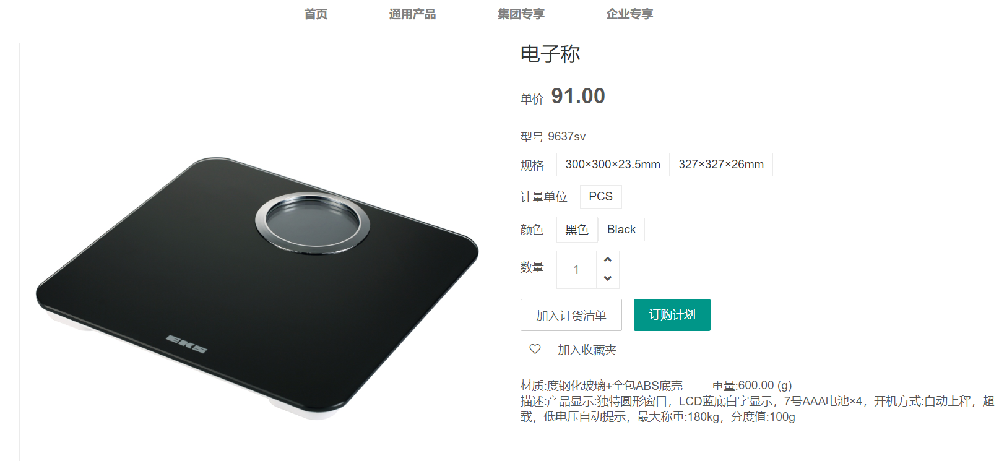 首页 通用产品 集团专享 企业专享
电子称
单价 91.00
型号 9637sv
规格 300×300×23.5mm 327×327×26mm
计量单位 PCS
颜色 黑色 Black
数量 1
加入订货清单 订购计划
加入收藏夹
EKS
材质:度钢化玻璃+全包ABS底壳 重量:600.00 (g)
描述:产品显示:独特圆形窗口，LCD蓝底白字显示，7号AAA电池×4，开机方式:自动上秤，超
载，低电压自动提示，最大称重:180kg，分度值:100g